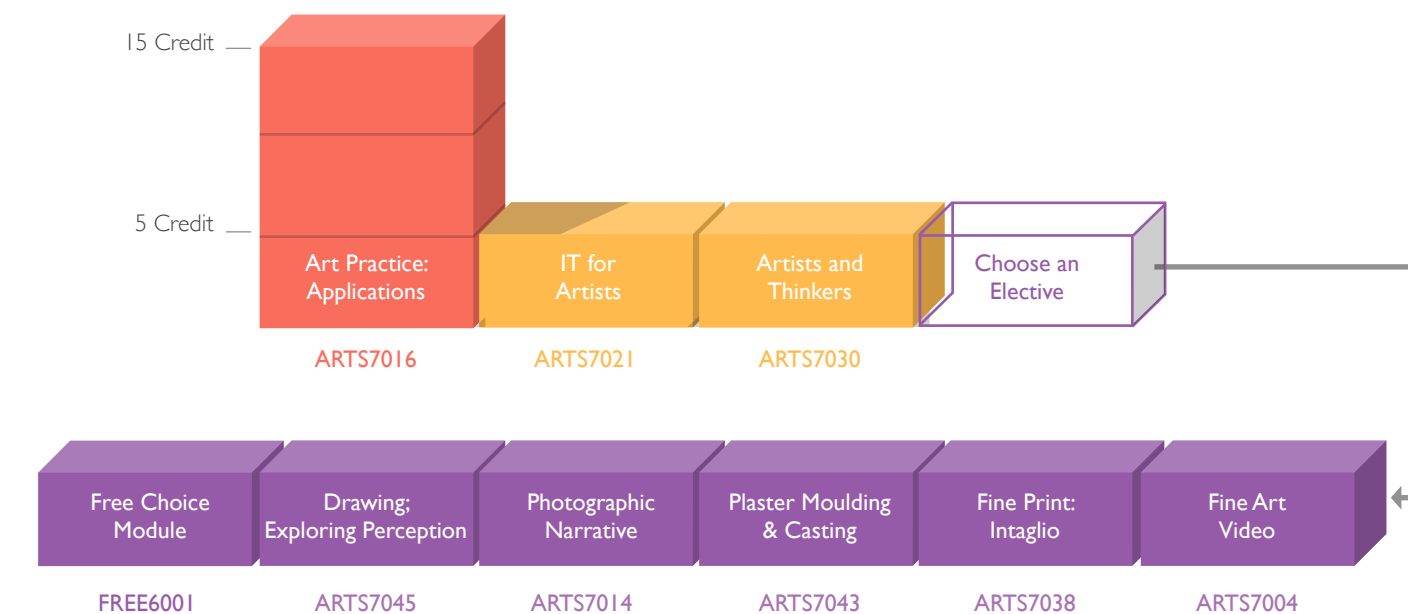 15 Credit
5 Credit
Art Practice:
Applications
IT for
Artists
Artists and
Thinkers
Choose an
Elective
ARTS7016
ARTS7021
ARTS7030
Free Choice
Module
Drawing;
Exploring Perception
Photographic
Narrative
Plaster Moulding
& Casting
Fine Print:
Intaglio
Fine Art
Video
FREE6001
ARTS7045
ARTS7014
ARTS7043
ARTS7038
ARTS7004